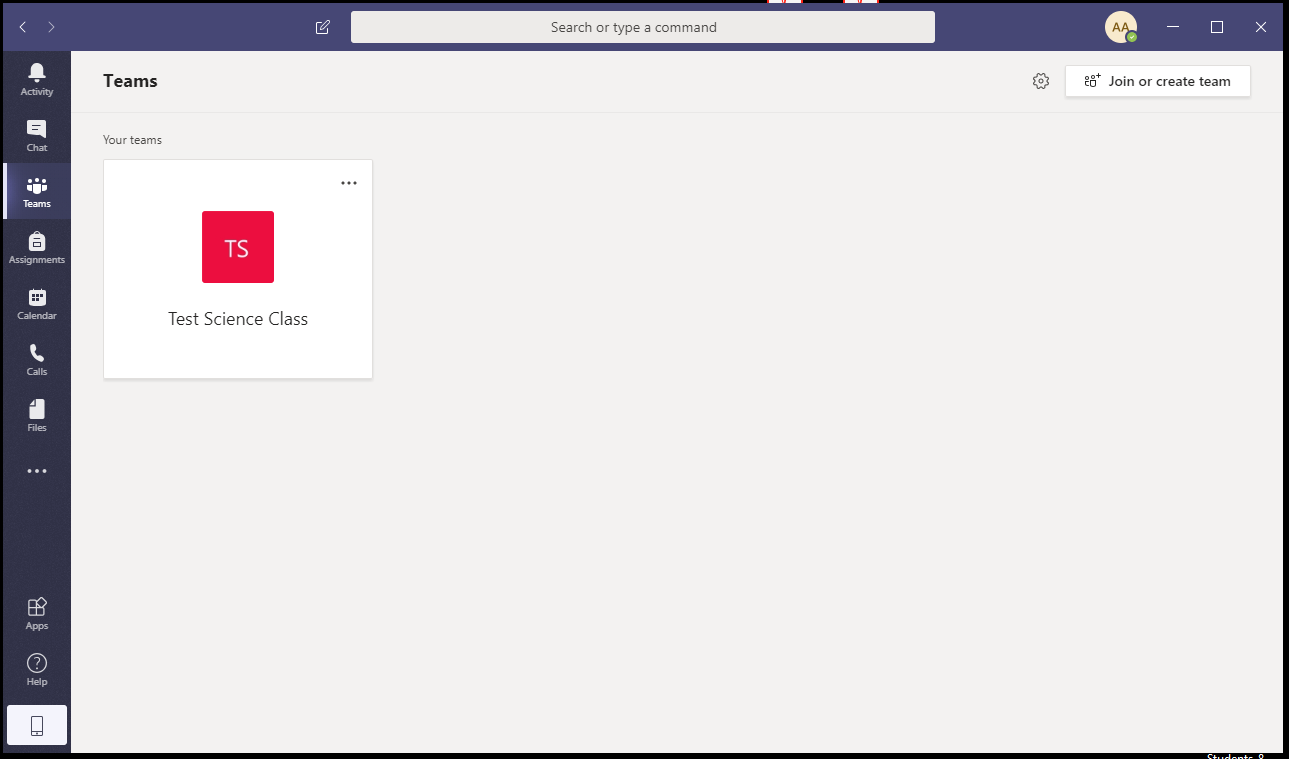 Search or type a command
AA
Activity
Chat
Teams
Assignments
Calendar
Calls
Files
Apps
Help
Teams
Join or create team
Your teams
TS
Test Science Class